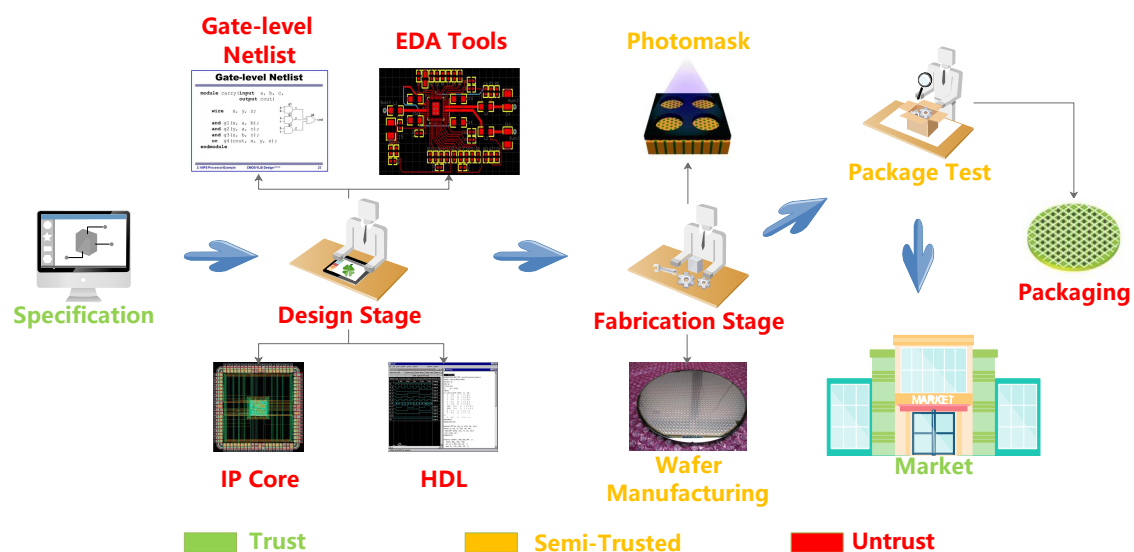 Gate-level
Netlist
EDA Tools
Photomask
Gate-level Netlist
module carry(input a, b, c,
output cout)
wire x, y, z;
and g1(x, a, b);
and g2(y, a, c);
and g3(z, b, c);
or g4(cout, x, y, z);
endmodule
Package Test
Specification
Design Stage
Fabrication Stage
Packaging
MARKET
IP Core
HDL
Wafer
Manufacturing
Market
Trust
Semi-Trusted
Untrust